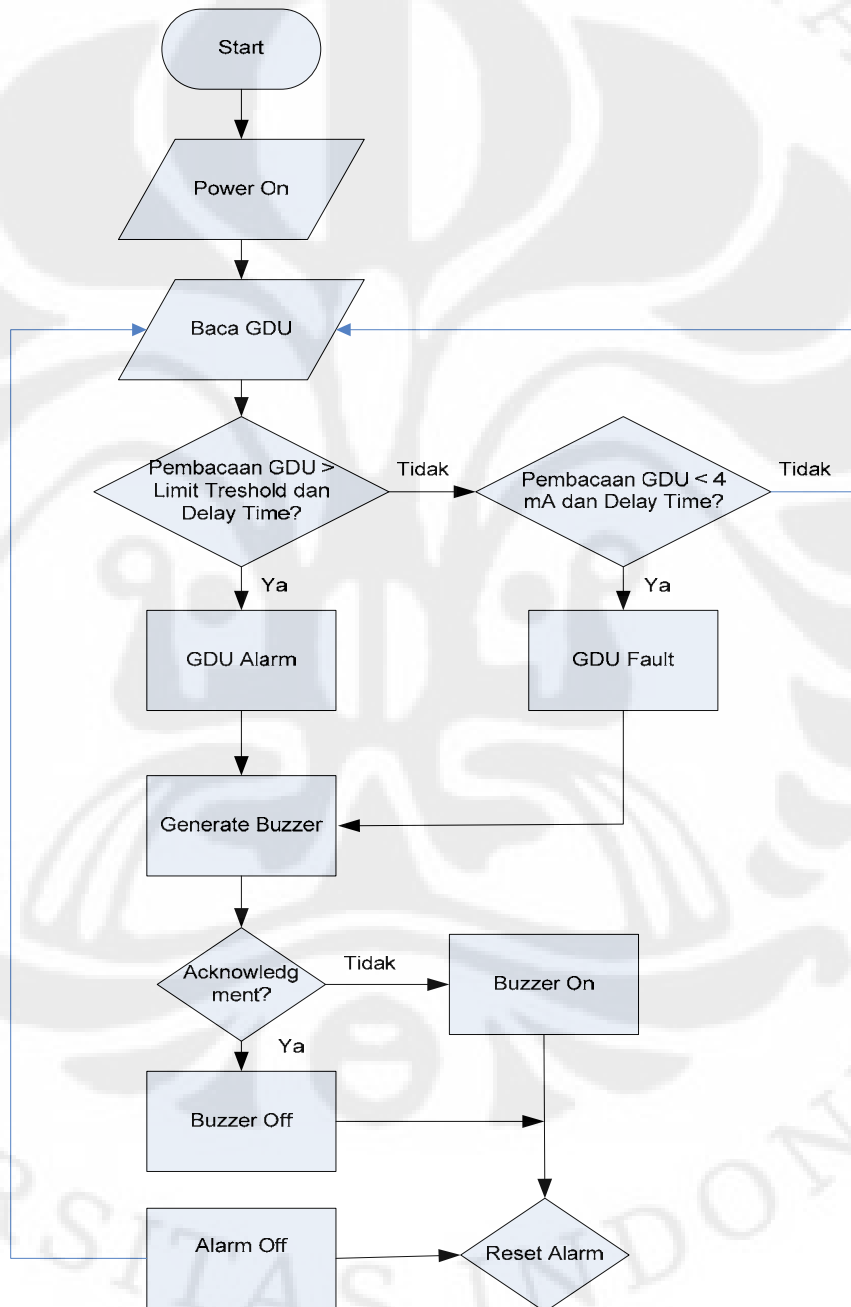 Start
Power On
Baca GDU
Pembacaan GDU >
Limit Treshold dan
Delay Time?
Tidak
Pembacaan GDU < 4
mA dan Delay Time?
Tidak
Ya
Ya
GDU Alarm
GDU Fault
Generate Buzzer
Acknowledg
ment?
Tidak
Buzzer On
Ya
Buzzer Off
Alarm Off
Reset Alarm